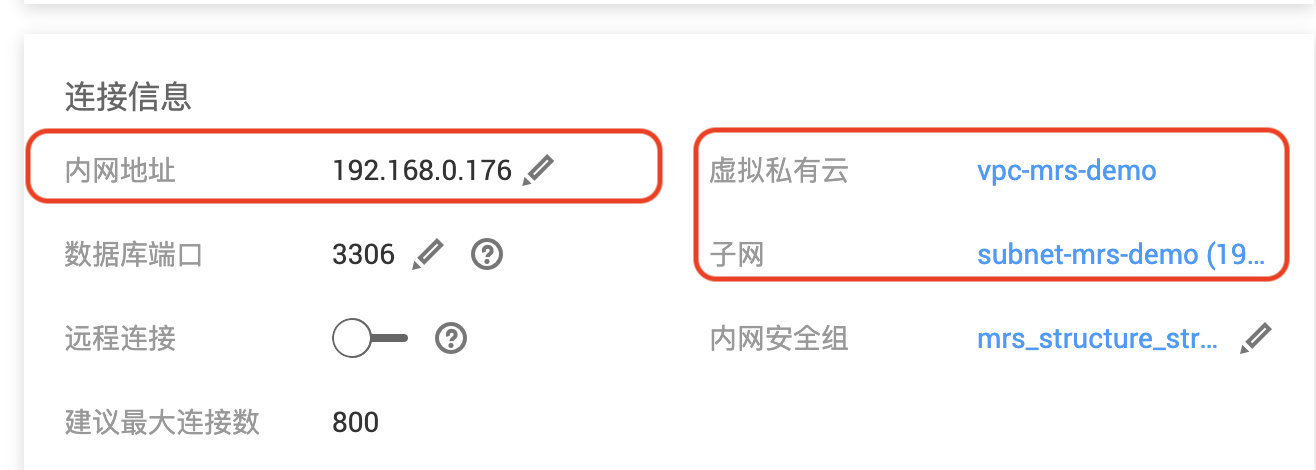 连接信息
内网地址 192.168.0.176 虚拟私有云 vpc-mrs-demo
数据库端口 3306 子网 subnet-mrs-demo (19...
远程连接 内网安全组 mrs_structure_str...
建议最大连接数 800